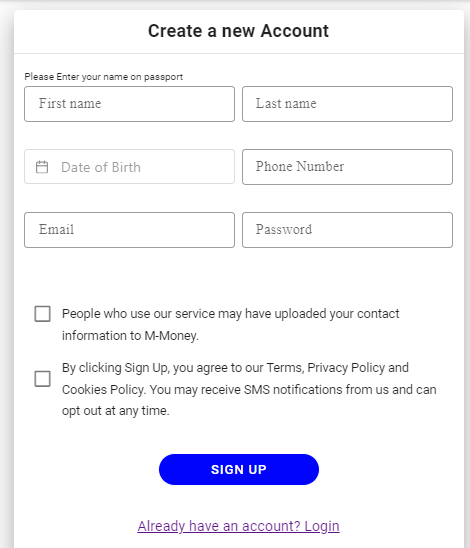 Create a new Account
Please Enter your name on passport
First name
Last name
Date of Birth
Phone Number
Email
Password
People who use our service may have uploaded your contact
information to M-Money.
By clicking Sign Up, you agree to our Terms, Privacy Policy and
Cookies Policy. You may receive SMS notifications from us and can
opt out at any time.
SIGN UP
Already have an account? Login